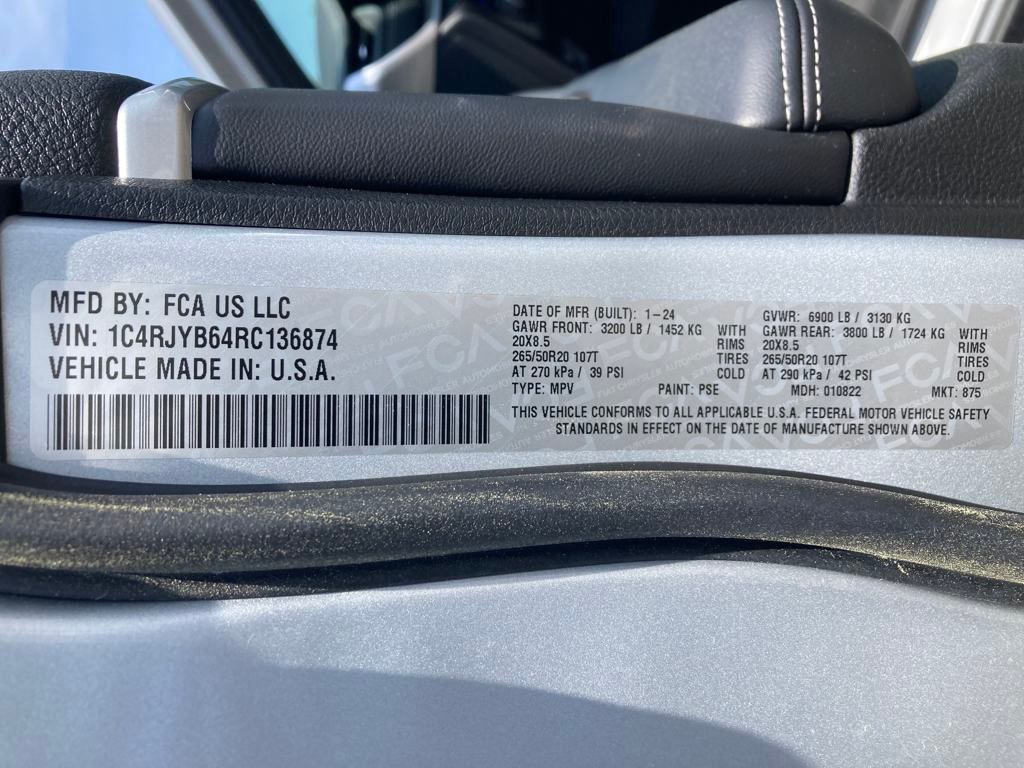 MFD BY: FCA US LLC
VIN: 1C4RJYB64RC136874
VEHICLE MADE IN: U.S.A.
DATE OF MFR (BUILT): 1-24
GAWR FRONT: 3200 LB / 1452 KG WITH
20X8.5 RIMS
265/50R20 107T TIRES
AT 270 kPa / 39 PSI COLD
TYPE: MPV PAINT: PSE
GVWR: 6900 LB / 3130 KG
GAWR REAR: 3800 LB / 1724 KG WITH
20X8.5 RIMS
265/50R20 107T TIRES
AT 290 kPa / 42 PSI COLD
MDH: 010822 MKT: 875
THIS VEHICLE CONFORMS TO ALL APPLICABLE U.S.A. FEDERAL MOTOR VEHICLE SAFETY
STANDARDS IN EFFECT ON THE DATE OF MANUFACTURE SHOWN ABOVE.